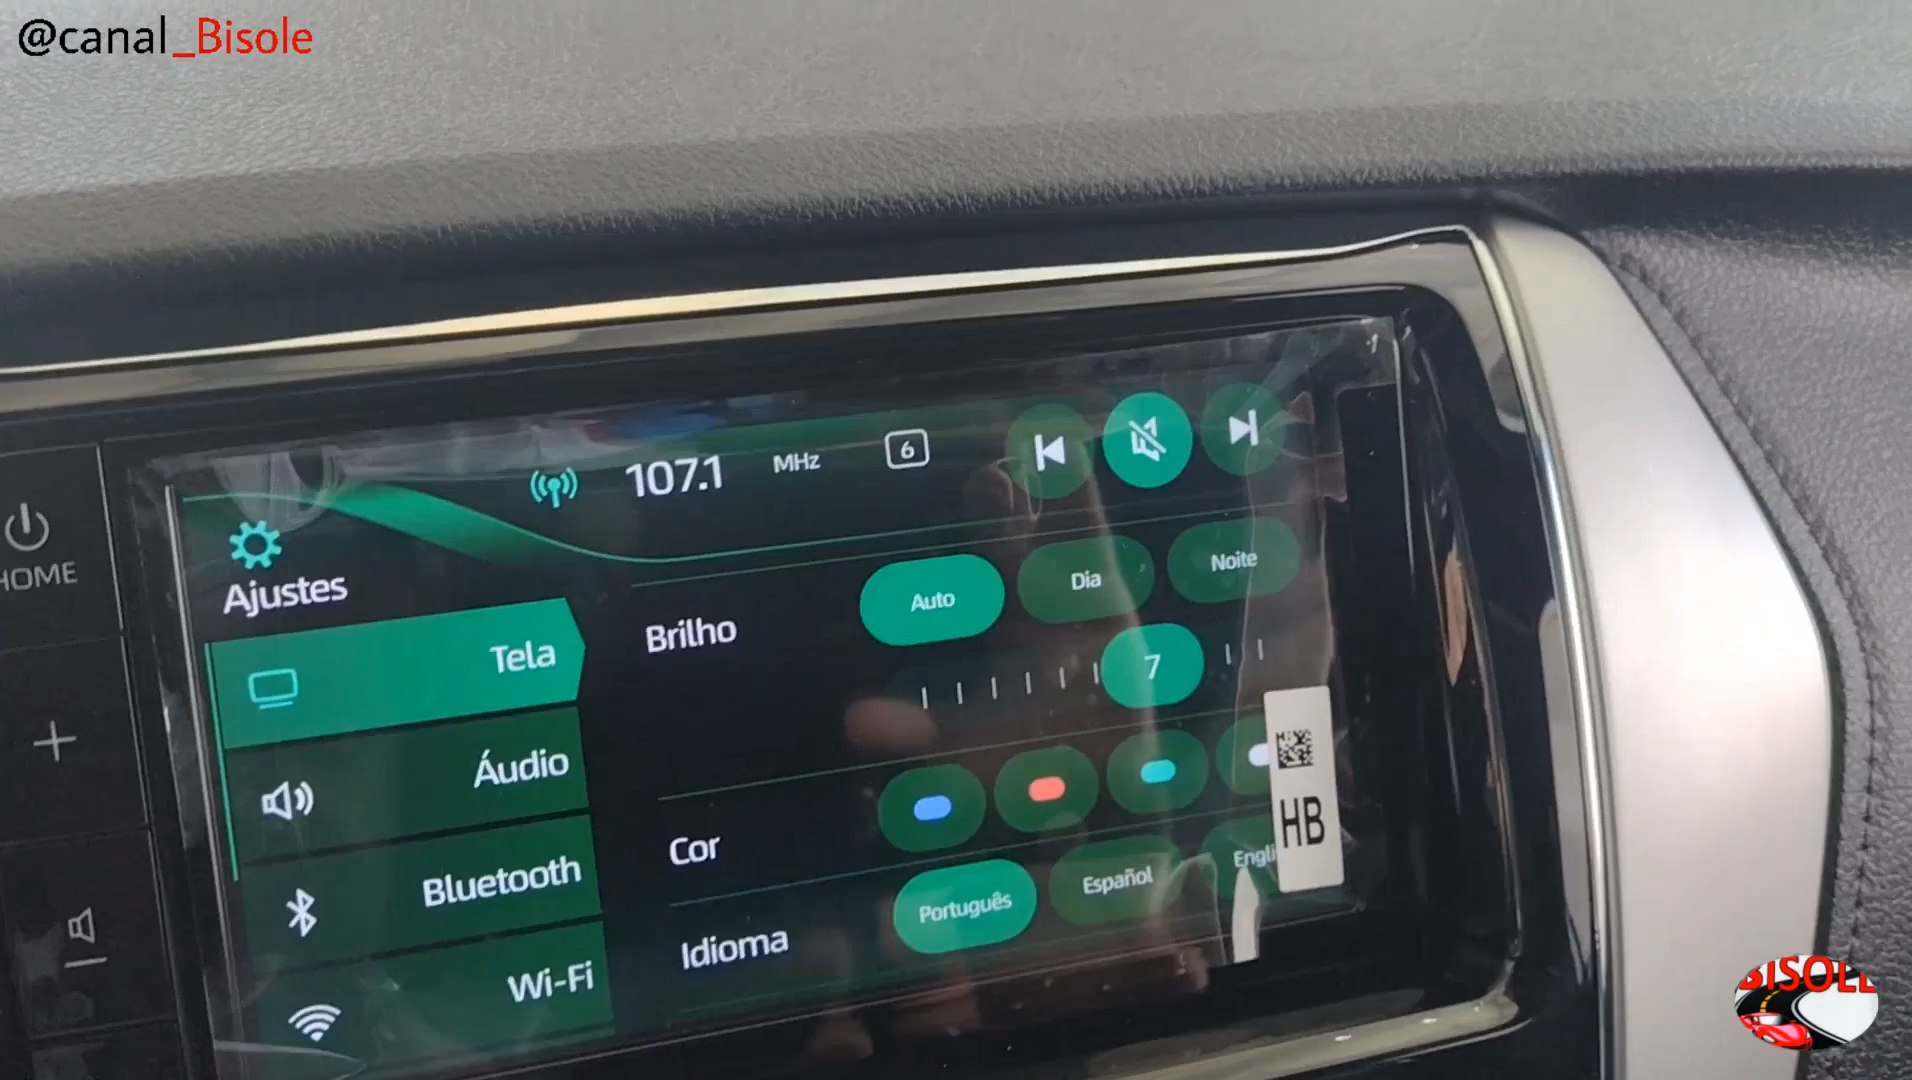 @canal_Bisole
107.1 MHz 6
HOME
Ajustes
Tela
Áudio
Bluetooth
Wi-Fi
Brilho
Auto
Dia
Noite
7
Cor
Idioma
Português
Español
HB
BISOLE